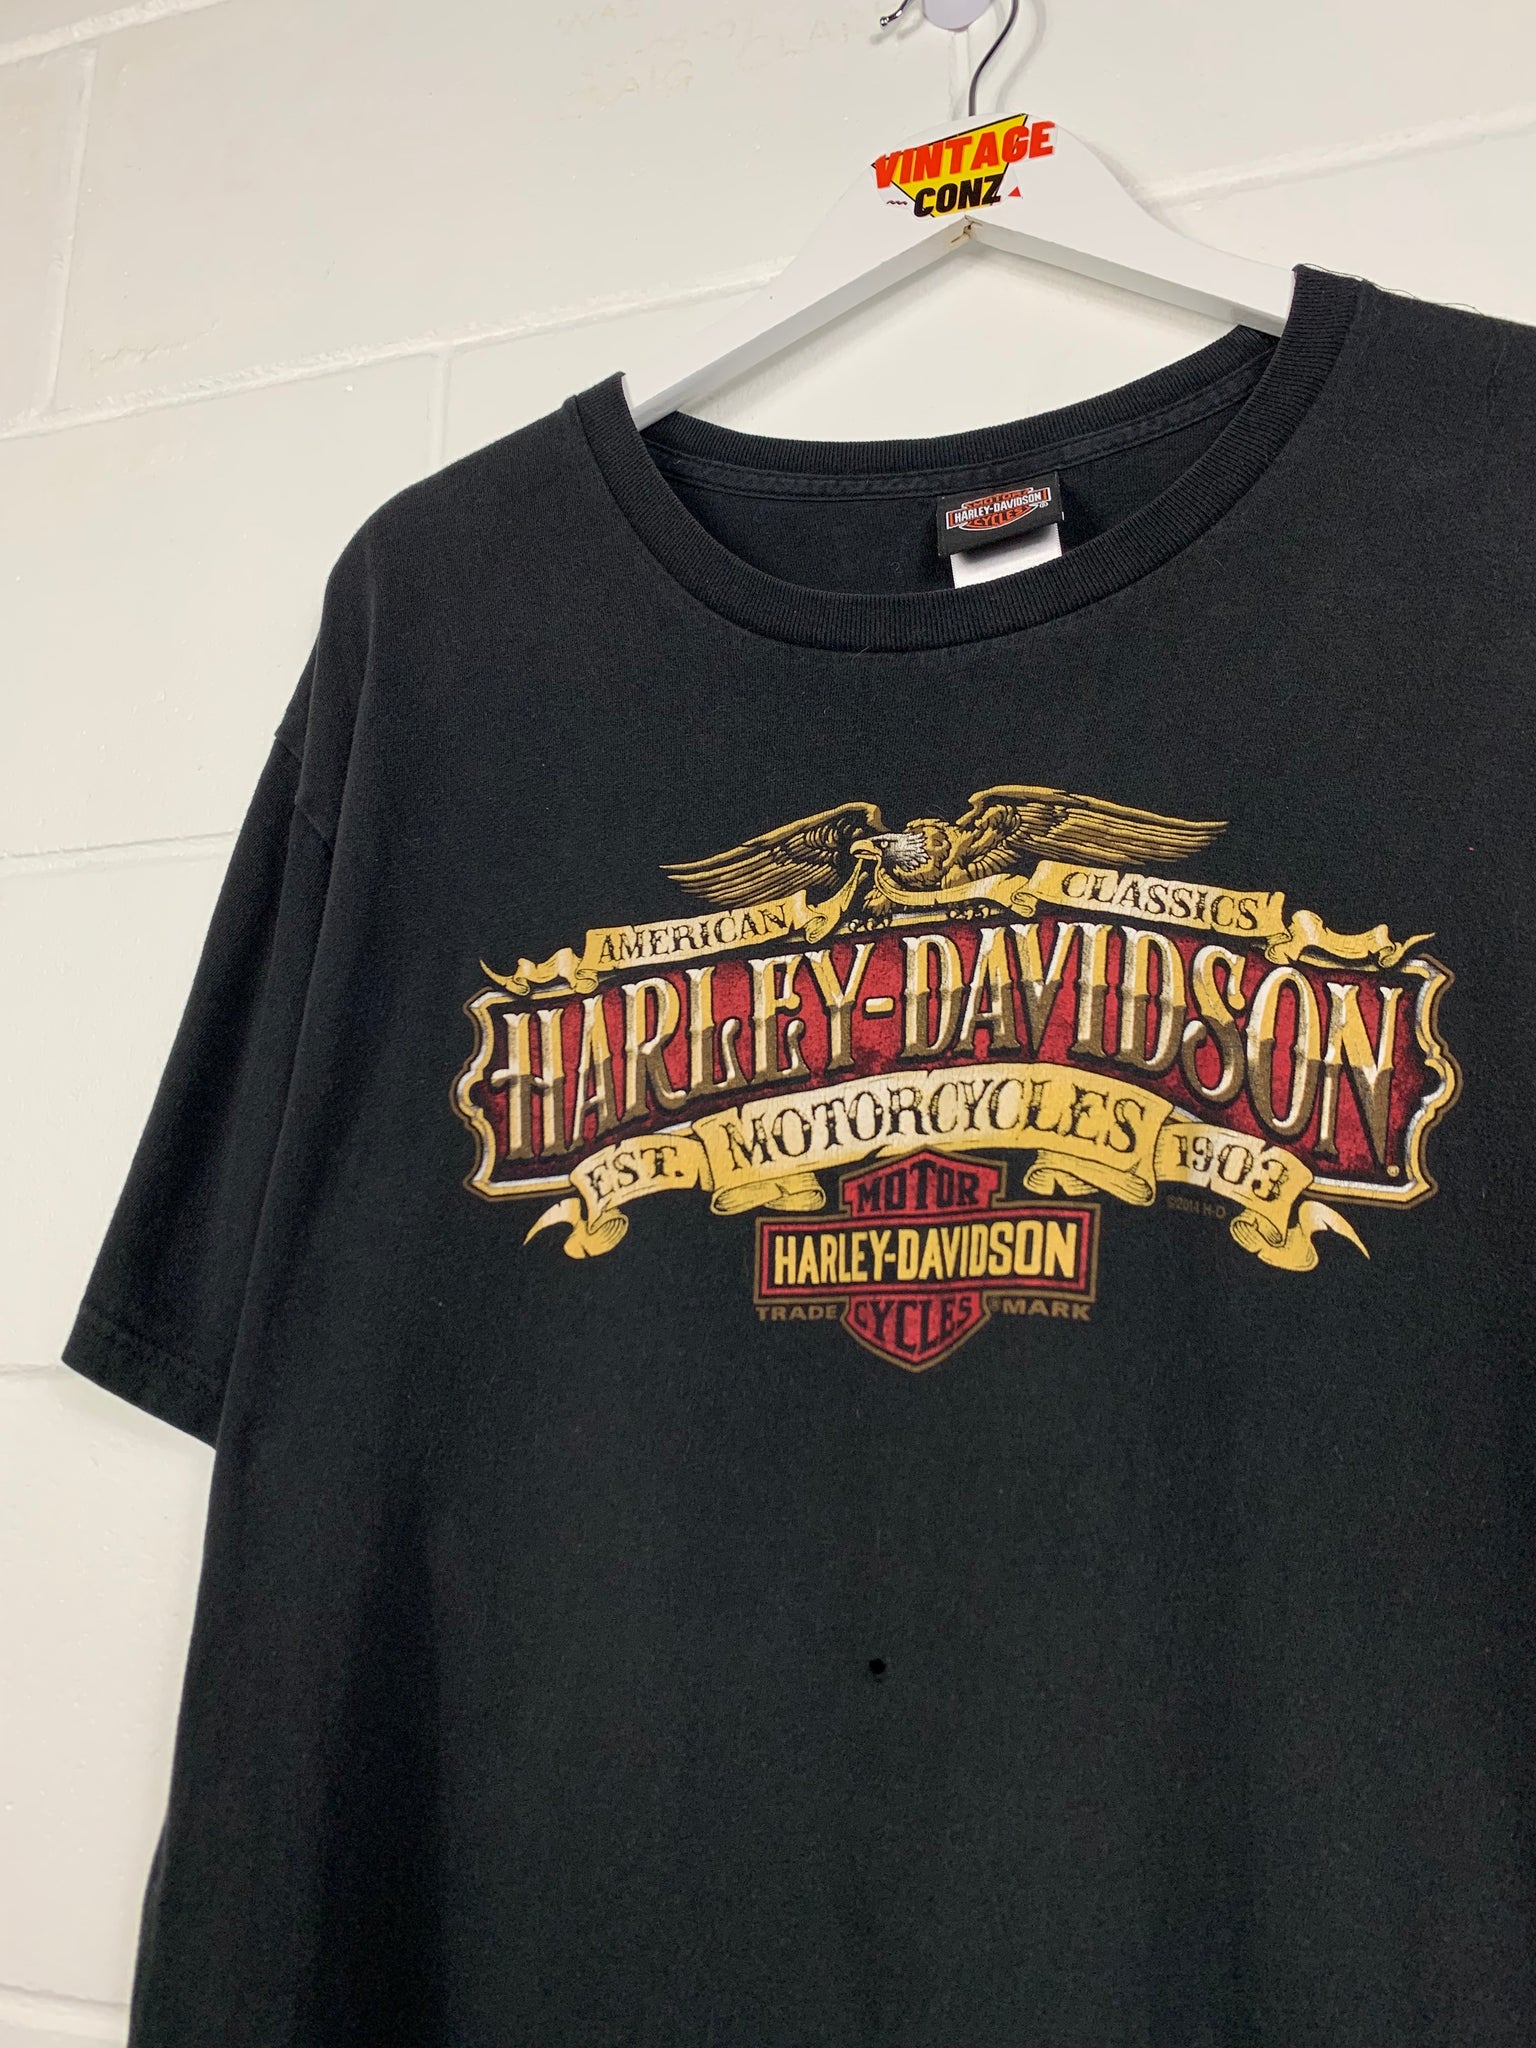 VINTAGE
CONZ
MOTOR
HARLEY-DAVIDSON
CYCLES
®
AMERICAN CLASSICS
HARLEY-DAVIDSON
MOTORCYCLES
EST. 1903
©2014 H-D
MOTOR
HARLEY-DAVIDSON
CYCLES
TRADE ® MARK